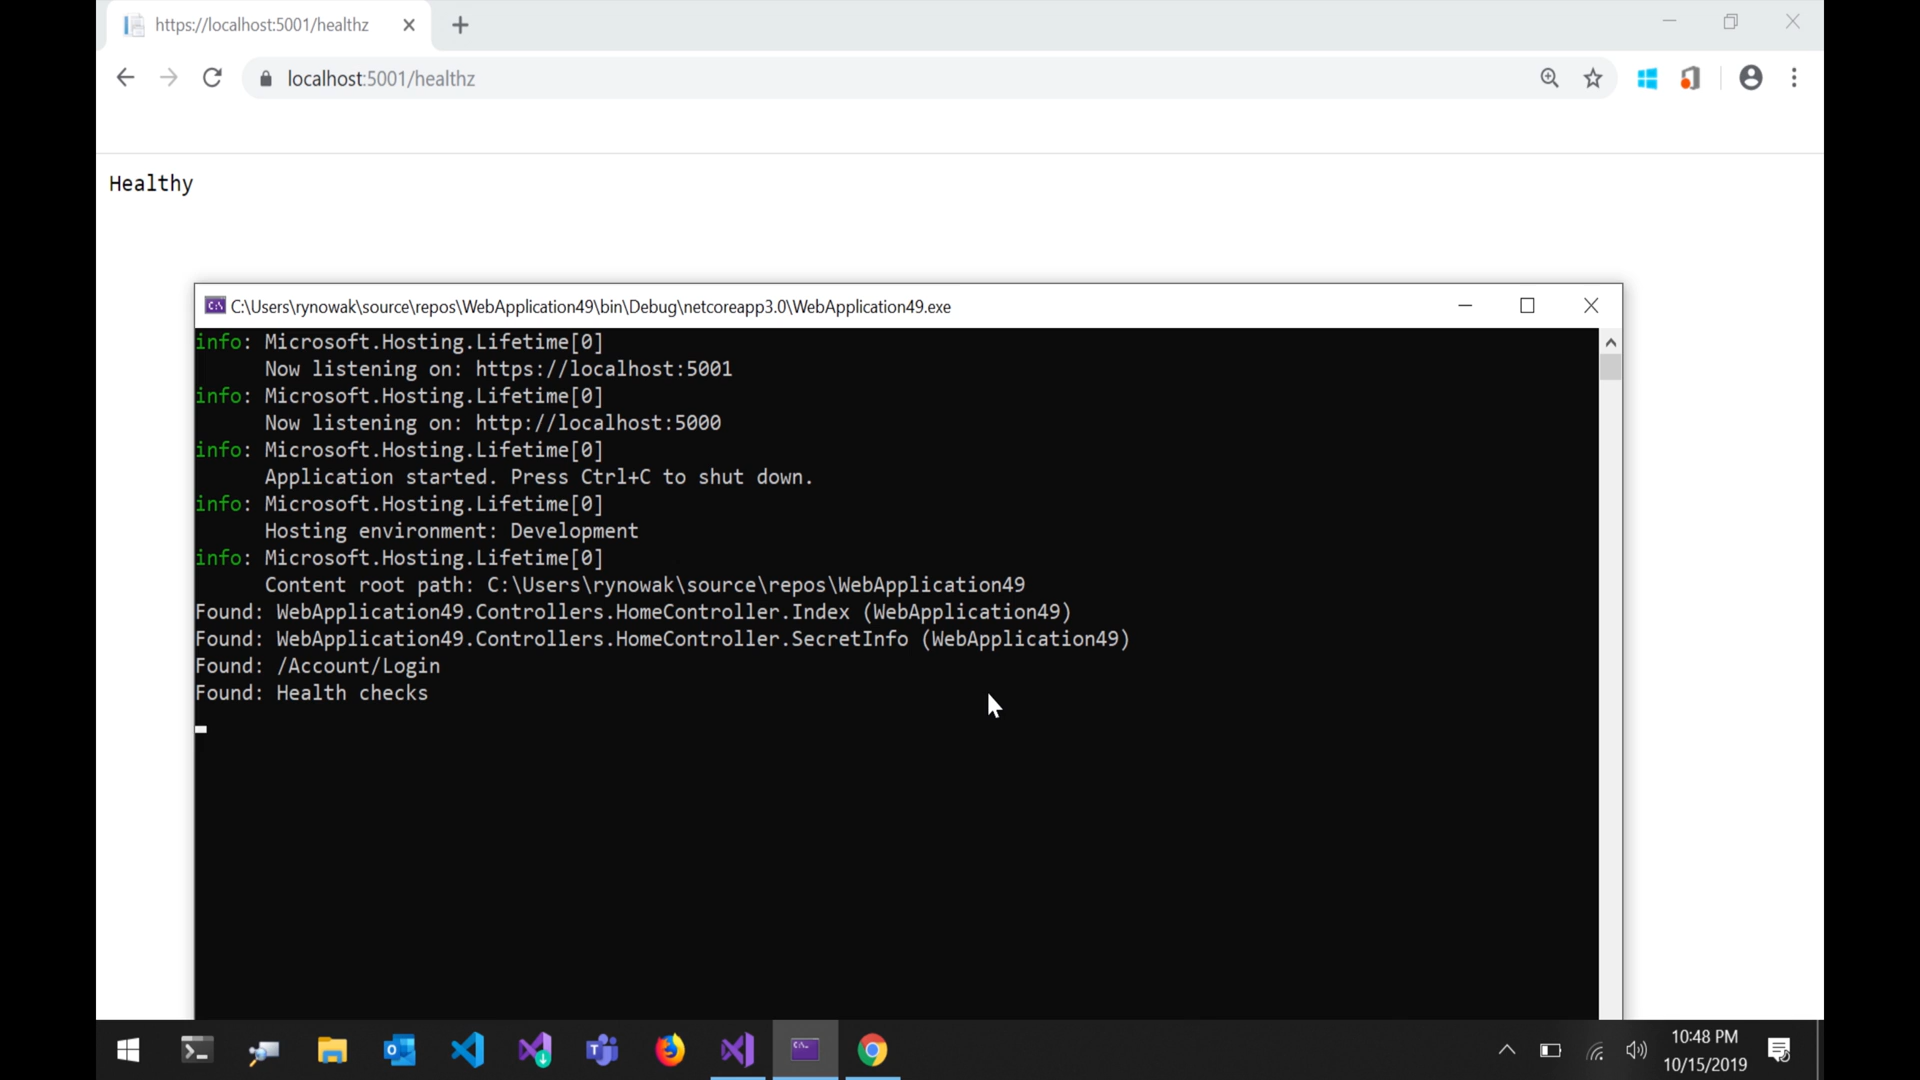 https://localhost:5001/healthz
localhost:5001/healthz
Healthy
C:\Users\rynowak\source\repos\WebApplication49\bin\Debug\netcoreapp3.0\WebApplication49.exe
info: Microsoft.Hosting.Lifetime[0]
Now listening on: https://localhost:5001
info: Microsoft.Hosting.Lifetime[0]
Now listening on: http://localhost:5000
info: Microsoft.Hosting.Lifetime[0]
Application started. Press Ctrl+C to shut down.
info: Microsoft.Hosting.Lifetime[0]
Hosting environment: Development
info: Microsoft.Hosting.Lifetime[0]
Content root path: C:\Users\rynowak\source\repos\WebApplication49
Found: WebApplication49.Controllers.HomeController.Index (WebApplication49)
Found: WebApplication49.Controllers.HomeController.SecretInfo (WebApplication49)
Found: /Account/Login
Found: Health checks
10:48 PM
10/15/2019